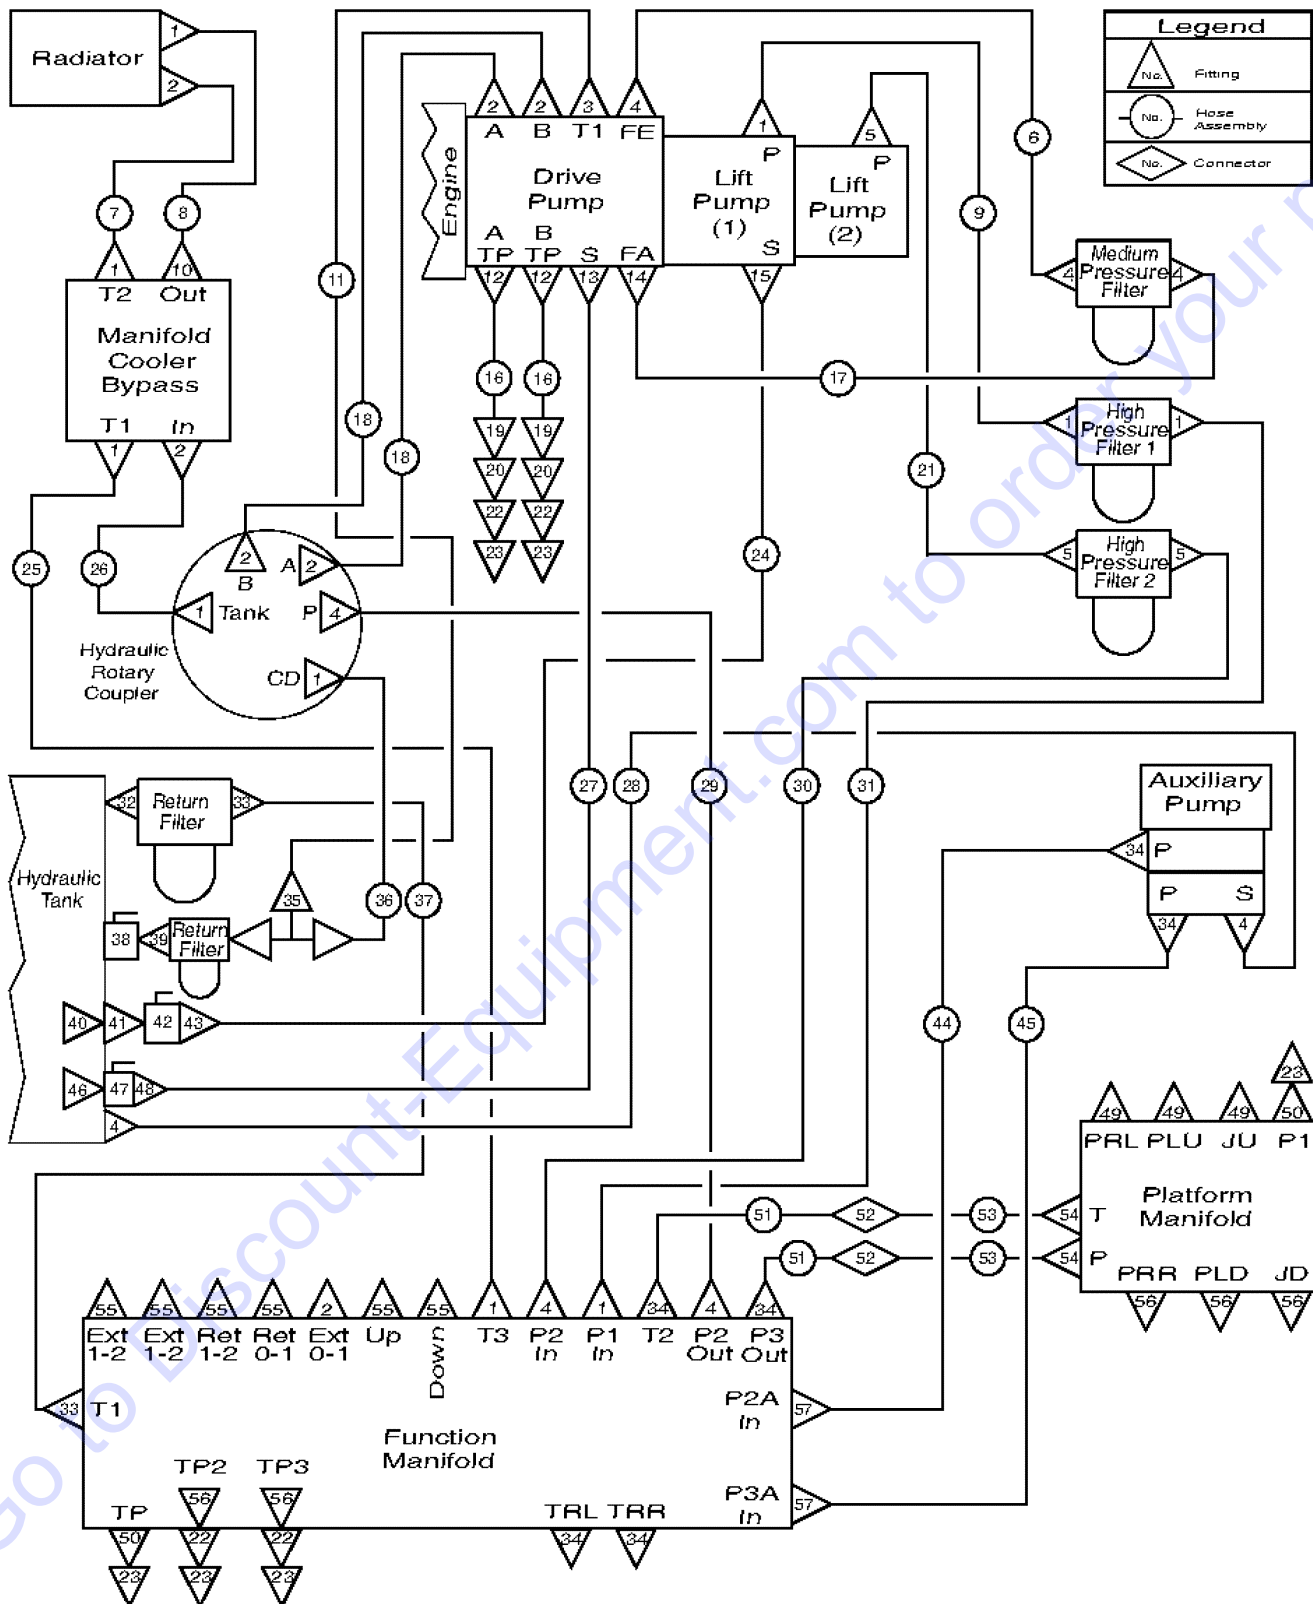 Radiator
1
2
7
8
1
10
T2
Out
Manifold
Cooler
Bypass
T1
In
1
2
25
26
11
18
18
2
2
3
4
A
B
T1
FE
Engine
Drive
Pump
A
B
TP
TP
S
FA
12
12
13
14
1
P
Lift
Pump
(1)
S
15
5
P
Lift
Pump
(2)
Legend
No.
Fitting
No.
Hose
Assembly
No.
Connector
6
9
4
Medium
Pressure
Filter
4
17
16
16
19
19
20
20
22
22
23
23
1
High
Pressure
Filter 1
1
21
24
5
High
Pressure
Filter 2
5
2
B
A
2
1
Tank
P
4
CD
1
Hydraulic
Rotary
Coupler
27
28
29
30
31
Auxiliary
Pump
34
P
P
S
34
4
32
Return
Filter
33
Hydraulic
Tank
35
36
37
38
39
Return
Filter
40
41
42
43
46
47
48
4
44
45
23
49
49
49
50
PRL
PLU
JU
P1
Platform
Manifold
54
T
54
P
PRR
PLD
JD
56
56
56
51
52
53
51
52
53
55
55
55
55
2
55
55
1
4
1
34
4
34
Ext
1-2
Ext
1-2
Ret
1-2
Ret
0-1
Ext
0-1
Up
Down
T3
P2
In
P1
In
T2
P2
Out
P3
Out
33
T1
P2A
In
57
Function
Manifold
TP2
TP3
56
56
TP
TRL
TRR
P3A
In
57
50
22
22
34
34
23
23
23
Go to Discount-Equipment.com to order your